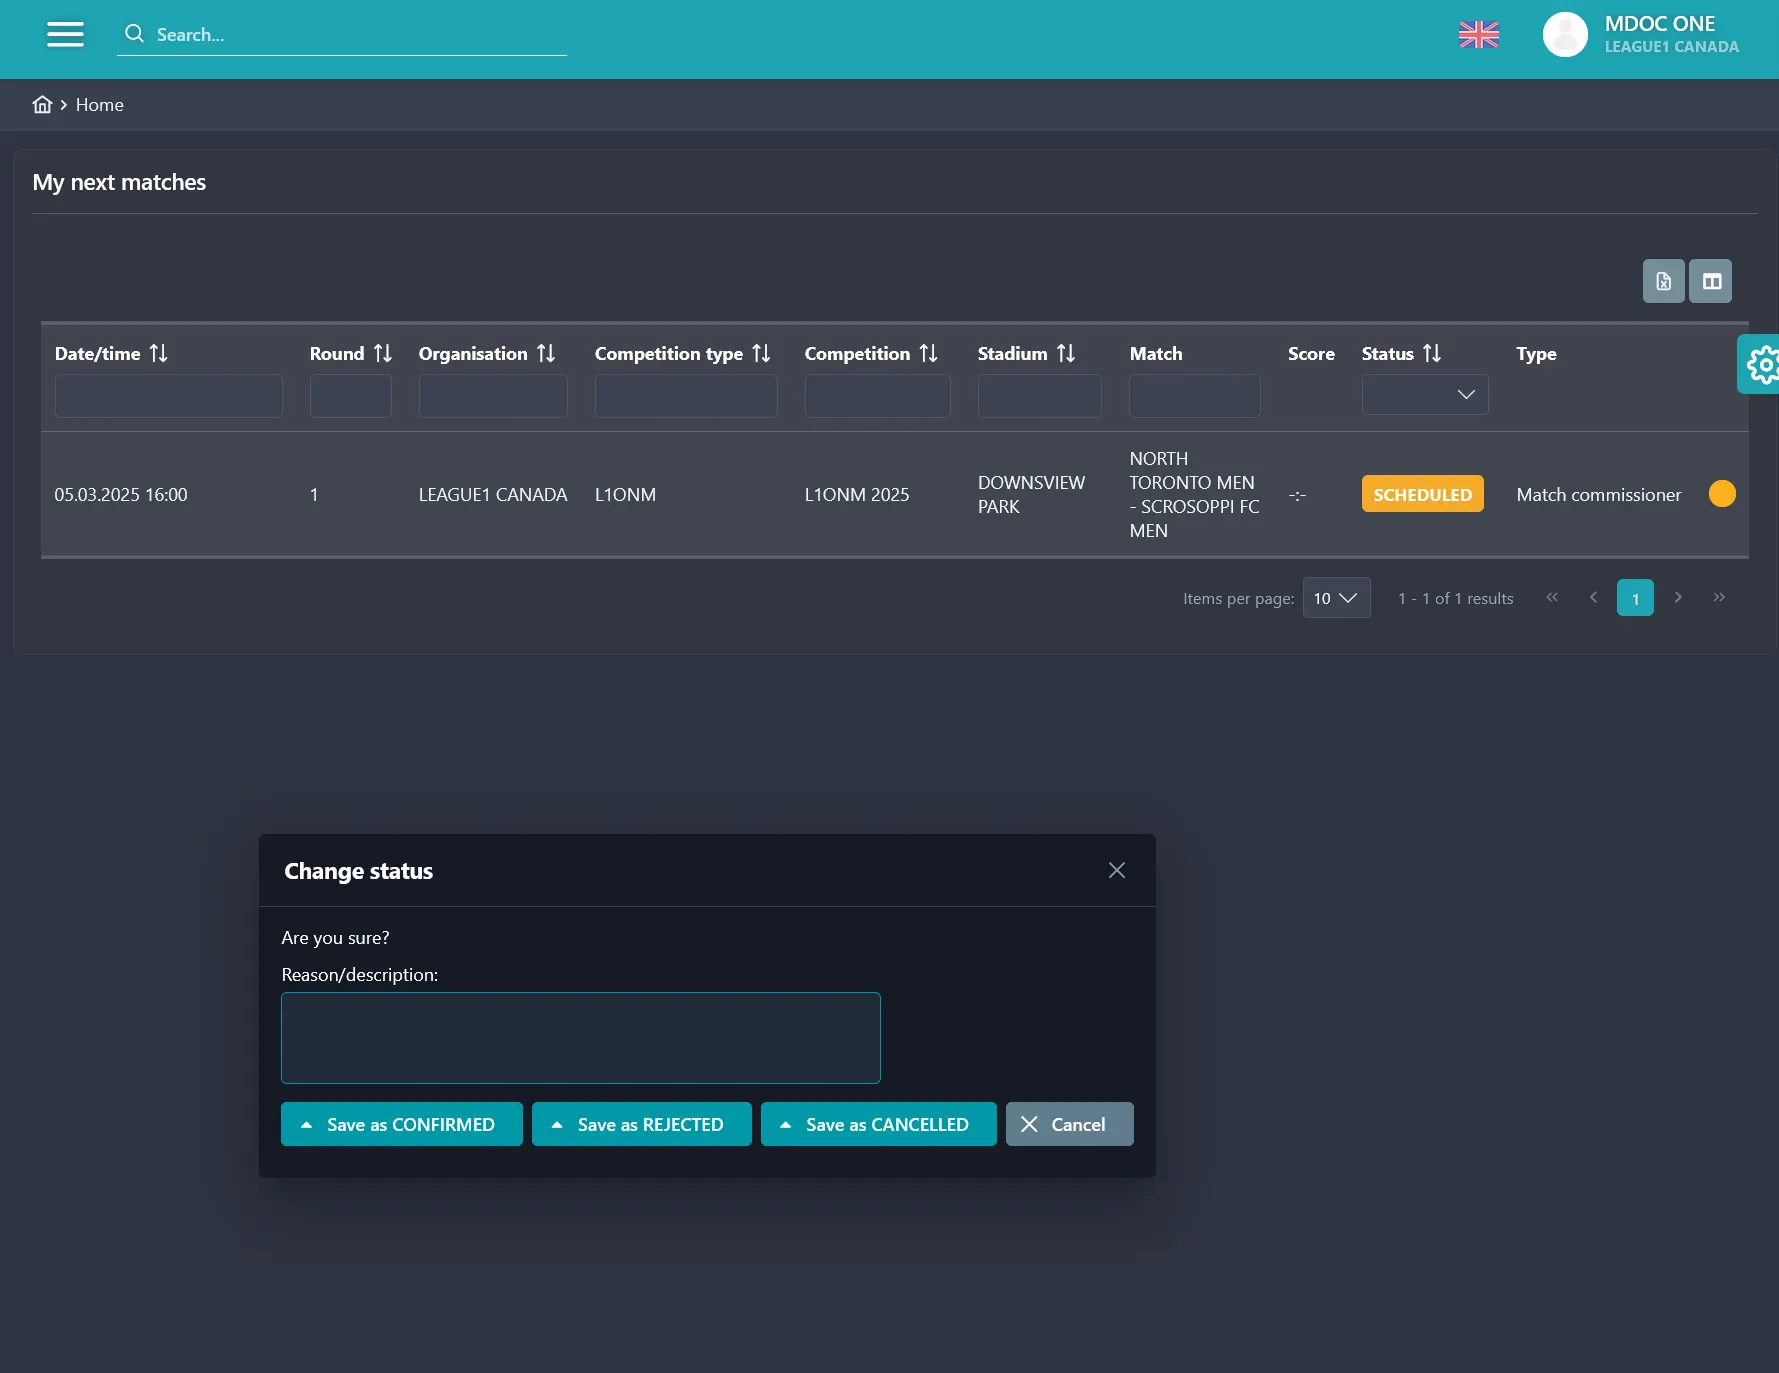 Search...
MDOC ONE
LEAGUE1 CANADA
Home
My next matches
Date/time Round Organisation Competition type Competition Stadium Match Score Status Type
05.03.2025 16:00 1 LEAGUE1 CANADA L1ONM L1ONM 2025 DOWNSVIEW PARK NORTH TORONTO MEN - SCROSOPPI FC MEN -:- SCHEDULED Match commissioner
Items per page: 10 1 - 1 of 1 results « ‹ 1 › »
Change status
Are you sure?
Reason/description:
Save as CONFIRMED Save as REJECTED Save as CANCELLED Cancel